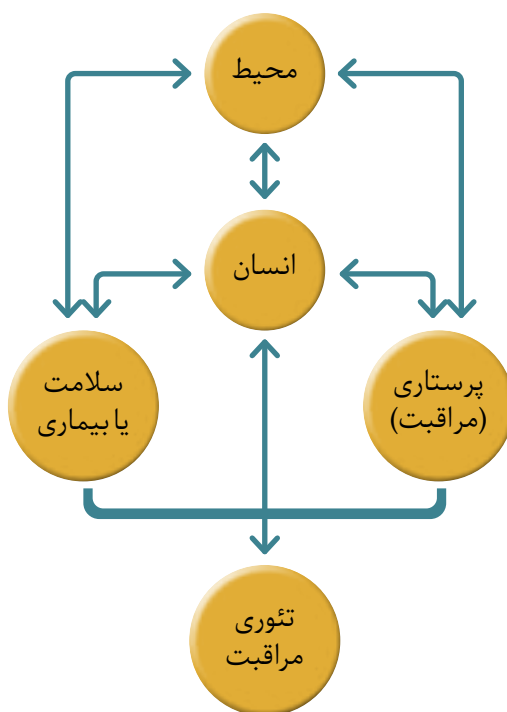 محیط
انسان
پرستاری
(مراقبت)
سلامت
یا بیماری
تئوری
مراقبت